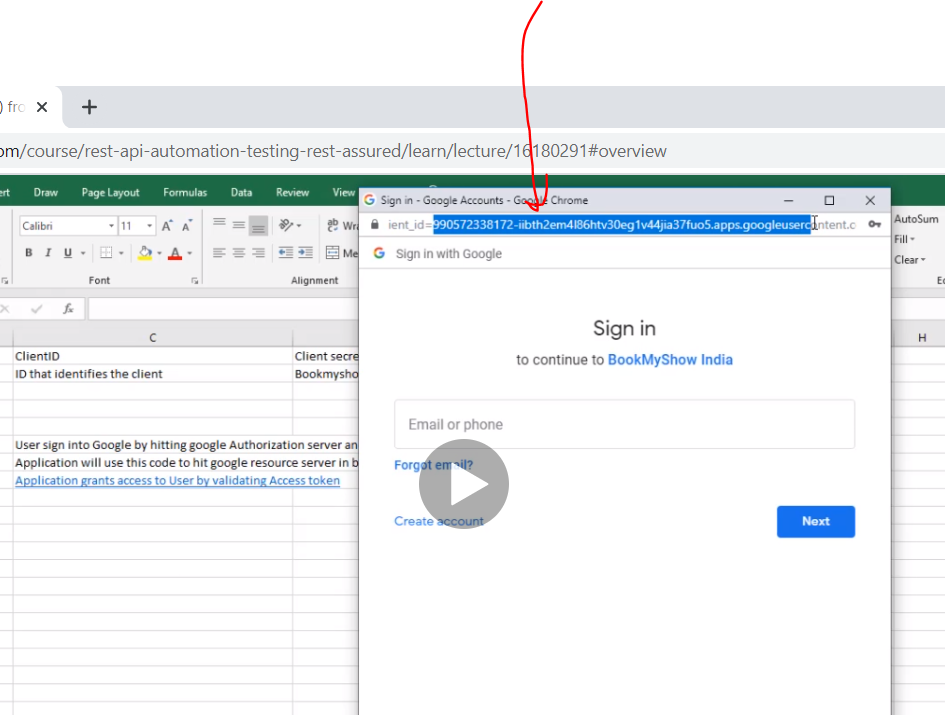 ) fro
om/course/rest-api-automation-testing-rest-assured/learn/lecture/16180291#overview
ert Draw Page Layout Formulas Data Review View
Sign in - Google Accounts - Google Chrome
Calibri 11 A A ab Wra
ient_id=990572338172-iibth2em4l86htv30eg1v44jia37fuo5.apps.googleusercontent.c
AutoSum
B I U A Me
Fill
Sign in with Google
Clear
Font Alignment
Ec
fx
C H
ClientID Client secre
ID that identifies the client Bookmysho
Sign in
to continue to BookMyShow India
Email or phone
User sign into Google by hitting google Authorization server an
Application will use this code to hit google resource server in b
Forgot email?
Application grants access to User by validating Access token
Create account
Next